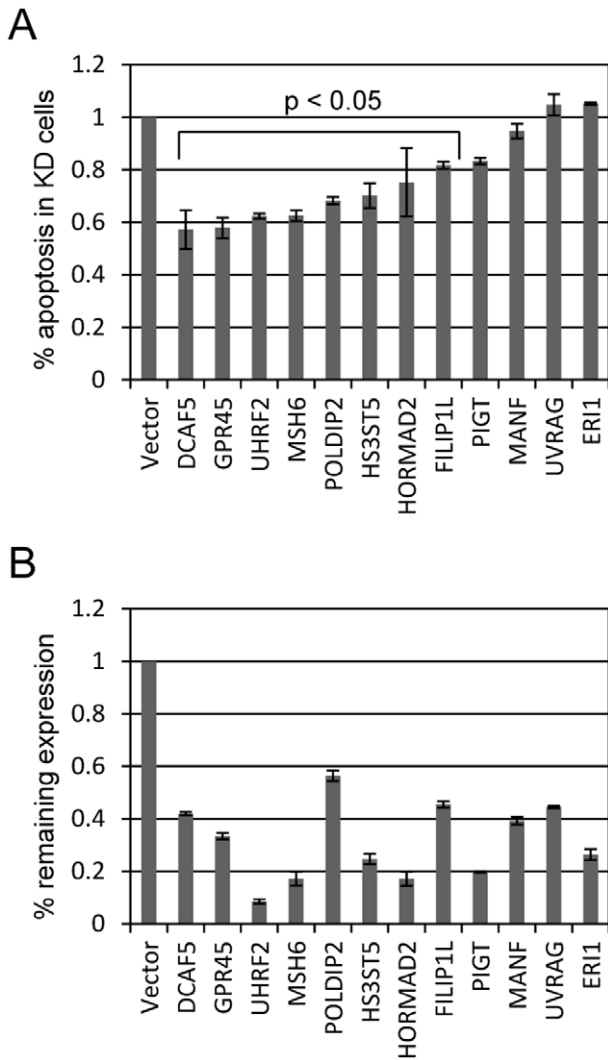 A
% apoptosis in KD cells
1.2
1
0.8
0.6
0.4
0.2
0
p < 0.05
Vector
DCAF5
GPR45
UHRF2
MSH6
POLDIP2
HS3ST5
HORMAD2
FILIP1L
PIGT
MANF
UVRAG
ERI1
B
% remaining expression
1.2
1
0.8
0.6
0.4
0.2
0
Vector
DCAF5
GPR45
UHRF2
MSH6
POLDIP2
HS3ST5
HORMAD2
FILIP1L
PIGT
MANF
UVRAG
ERI1